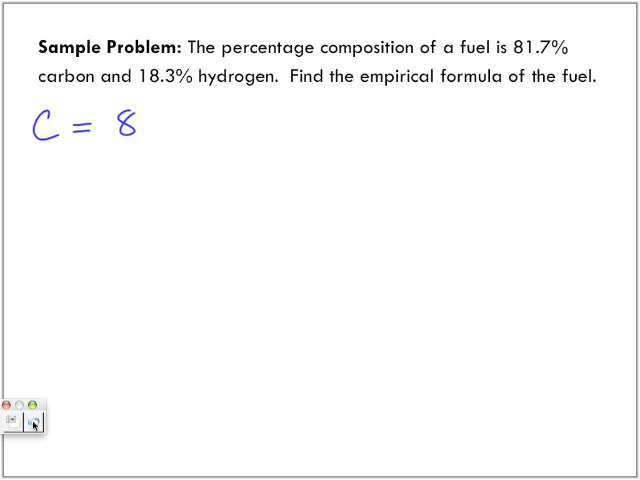 Sample Problem: The percentage composition of a fuel is 81.7%
carbon and 18.3% hydrogen. Find the empirical formula of the fuel.
C = 8